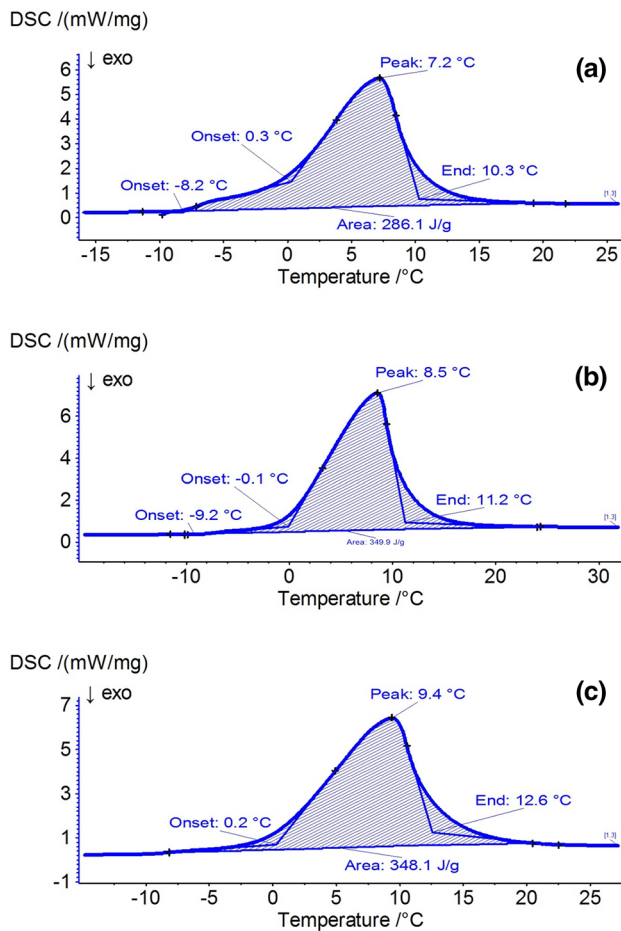 DSC /(mW/mg)
↓ exo
(a)
Peak: 7.2 °C
Onset: 0.3 °C
Onset: -8.2 °C
End: 10.3 °C
Area: 286.1 J/g
[1.3]
6
5
4
3
2
1
0
-15 -10 -5 0 5 10 15 20 25
Temperature /°C
DSC /(mW/mg)
↓ exo
(b)
Peak: 8.5 °C
Onset: -0.1 °C
Onset: -9.2 °C
End: 11.2 °C
Area: 349.9 J/g
[1.3]
6
4
2
0
-10 0 10 20 30
Temperature /°C
DSC /(mW/mg)
↓ exo
(c)
Peak: 9.4 °C
Onset: 0.2 °C
End: 12.6 °C
Area: 348.1 J/g
[1.3]
7
5
3
1
-1
-10 -5 0 5 10 15 20 25
Temperature /°C